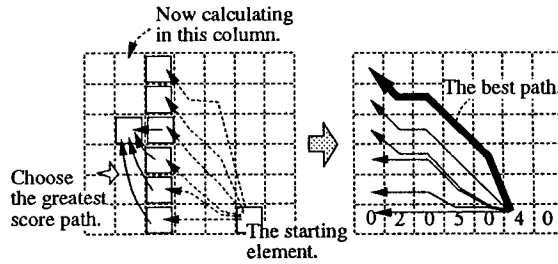 Now calculating
in this column.
The best path.
Choose
the greatest
score path.
The starting
element.
0 2 0 5 0 4 0